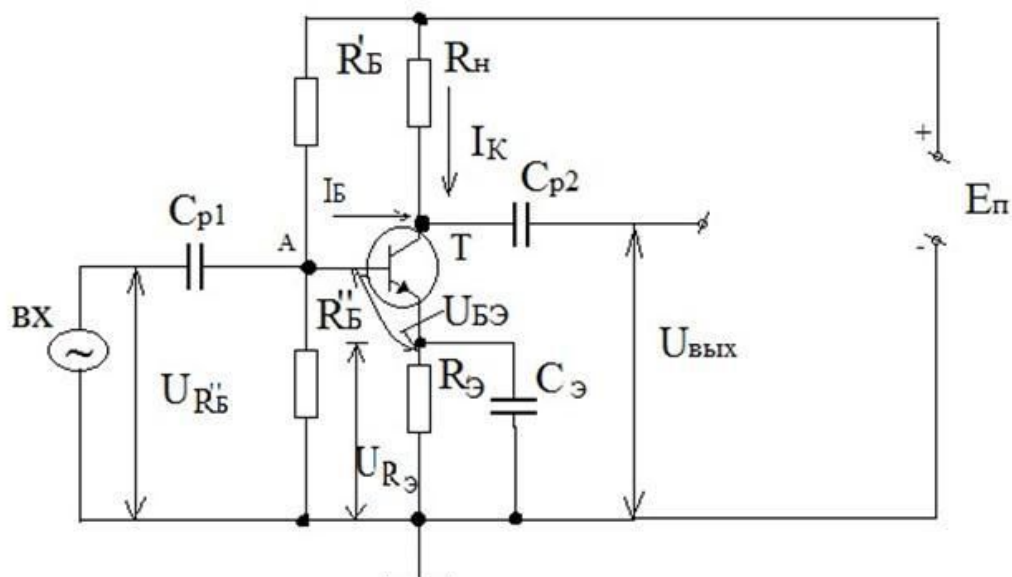 R'Б
Rн
IК
IБ
Cр1
Cр2
+
Eп
-
А
Т
вх
~
R''Б
UБЭ
Uвых
UR''Б
RЭ
CЭ
URЭ